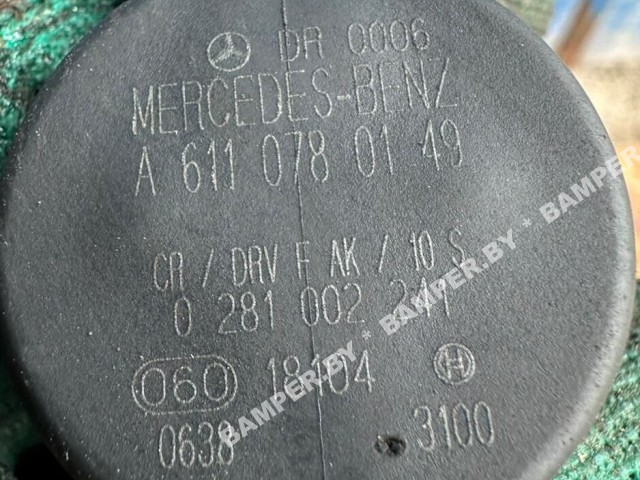 DR 0006
MERCEDES-BENZ
A 611 078 01 49
CR / DRV F AK / 10 S
0 281 002 241
060 18104
0638 3100
BAMPER.BY * BAMPER.BY * BAMPER.BY